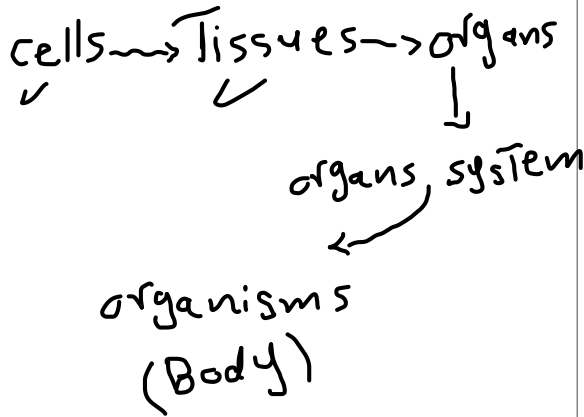 cells → Tissues → organs
organs system
organisms
(Body)